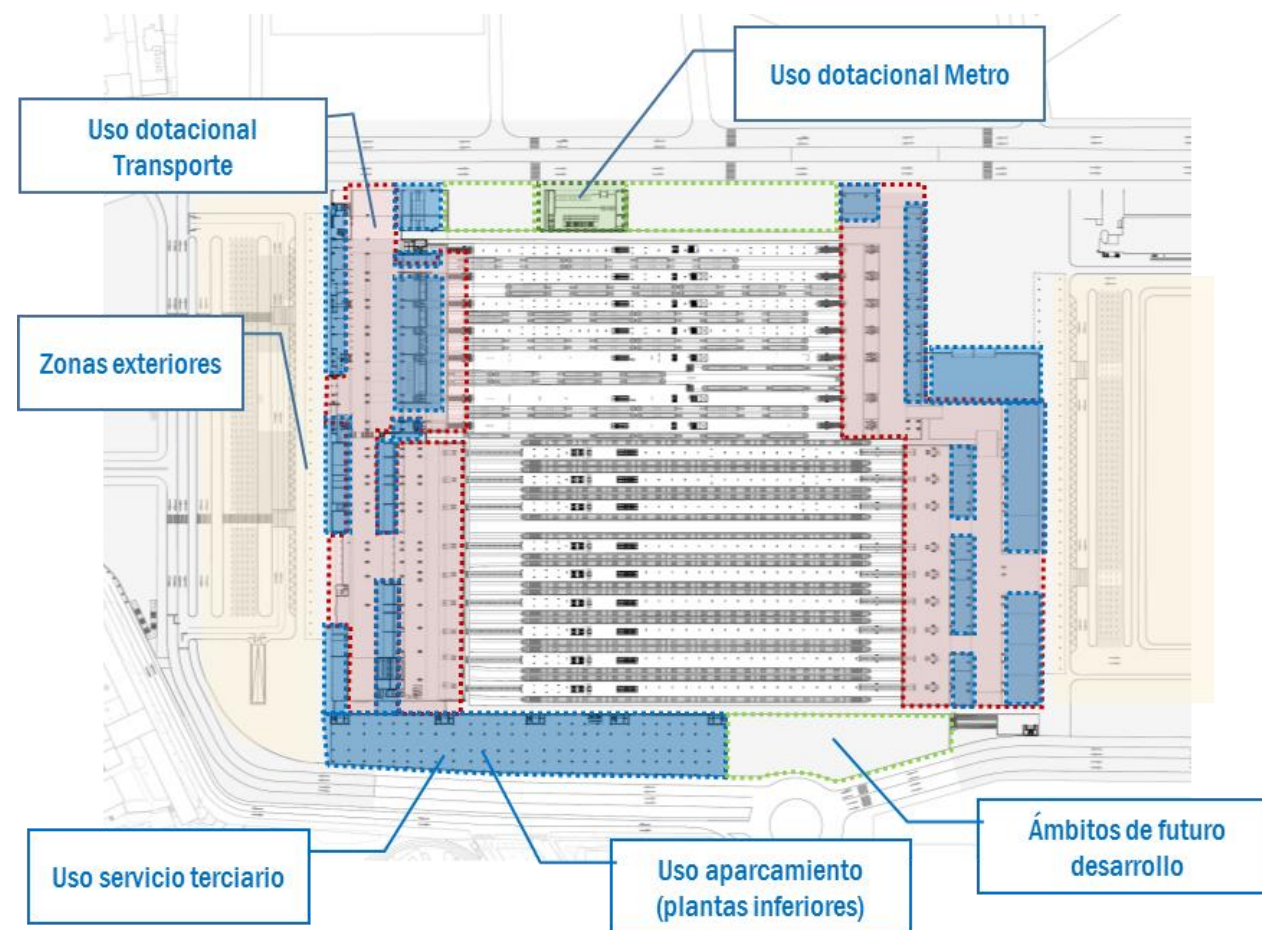 Uso dotacional Metro
Uso dotacional
Transporte
Zonas exteriores
Uso servicio terciario
Uso aparcamiento
(plantas inferiores)
Ámbitos de futuro
desarrollo